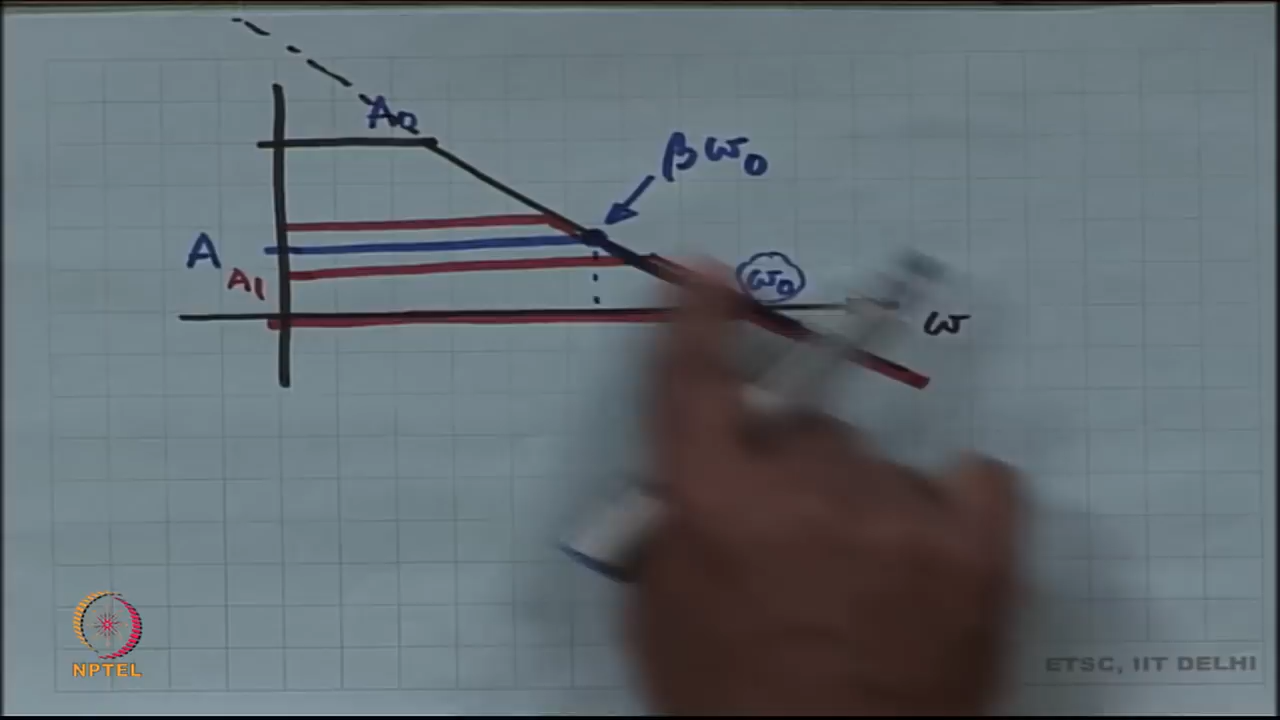 A₀
βω₀
A
A₁
ω₀
ω
NPTEL
ETSC, IIT DELHI